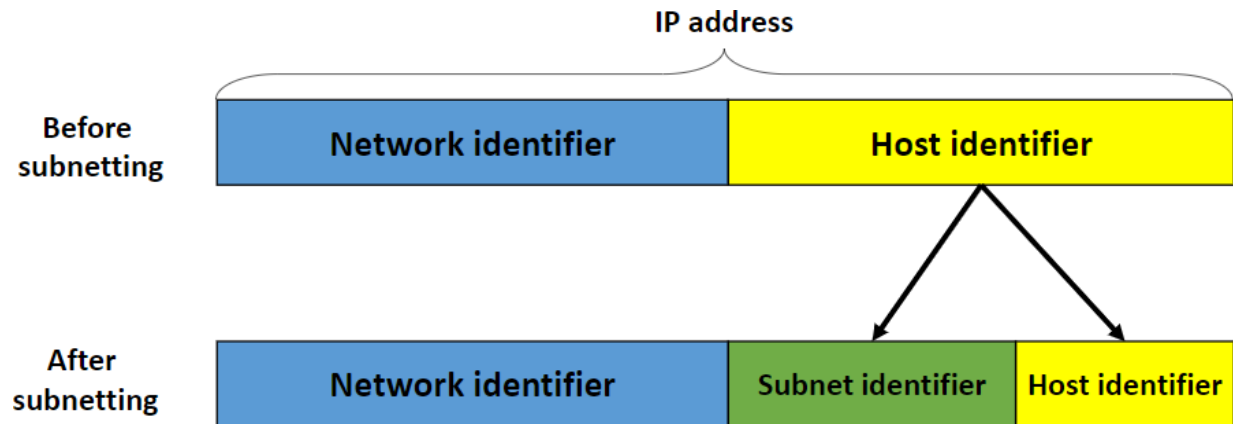 IP address
Before
subnetting
Network identifier
Host identifier
After
subnetting
Network identifier
Subnet identifier
Host identifier